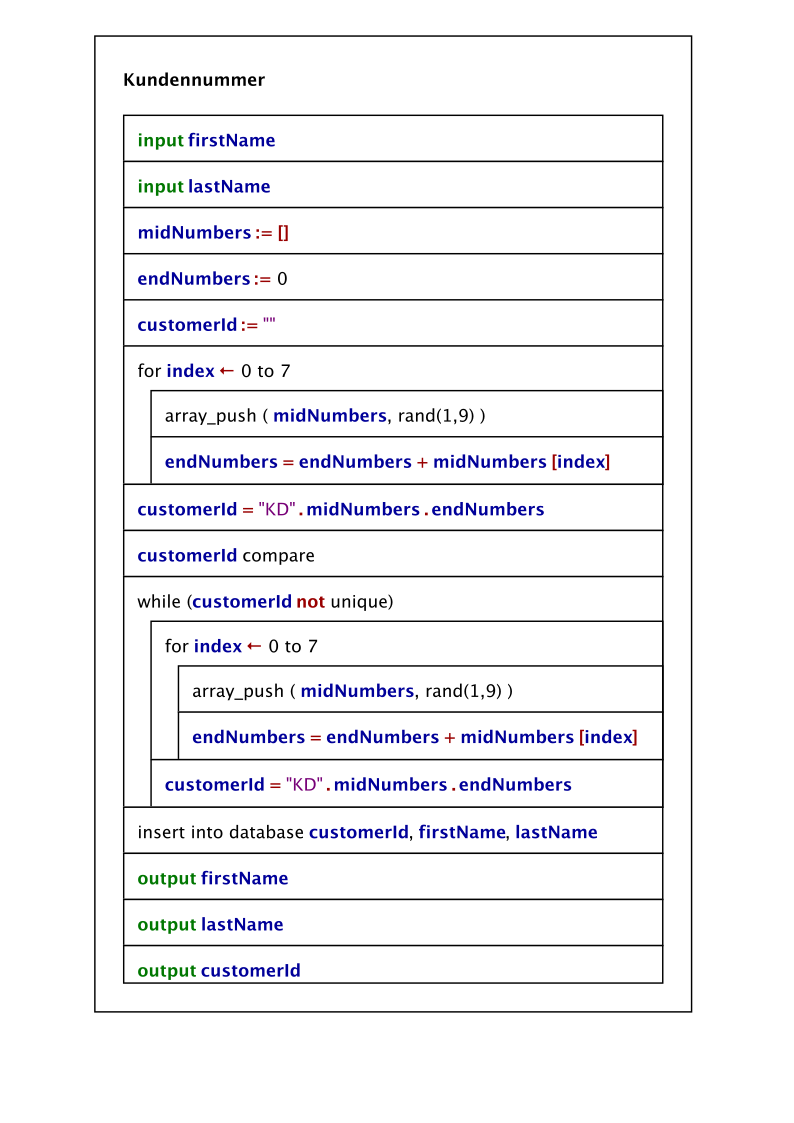 Kundennummer
input firstName
input lastName
midNumbers := []
endNumbers := 0
customerId := ""
for index ← 0 to 7
array_push ( midNumbers, rand(1,9) )
endNumbers = endNumbers + midNumbers [index]
customerId = "KD" . midNumbers . endNumbers
customerId compare
while (customerId not unique)
for index ← 0 to 7
array_push ( midNumbers, rand(1,9) )
endNumbers = endNumbers + midNumbers [index]
customerId = "KD" . midNumbers . endNumbers
insert into database customerId, firstName, lastName
output firstName
output lastName
output customerId